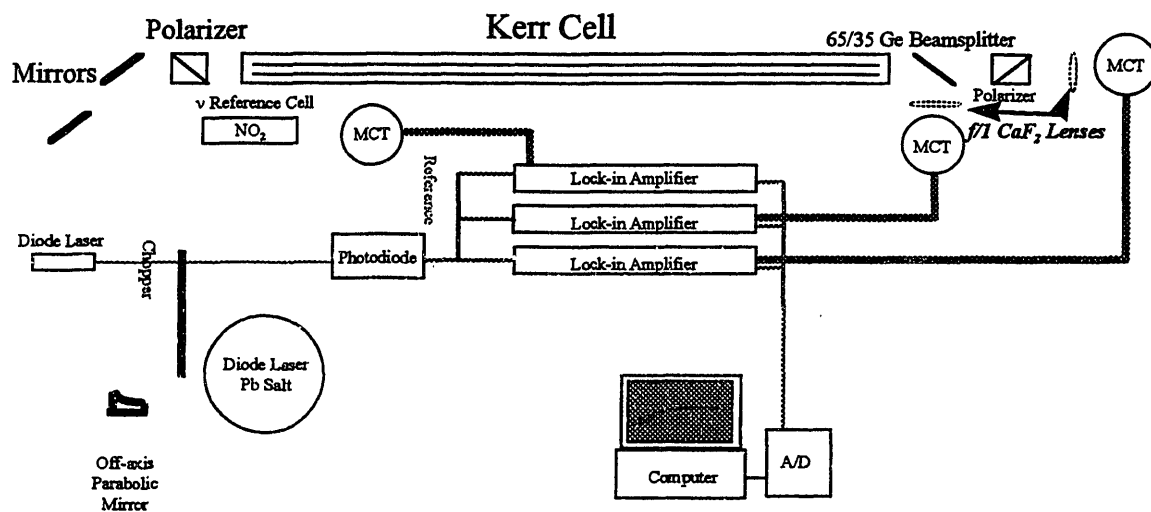 Kerr Cell
Polarizer
65/35 Ge Beamsplitter
MCT
Mirrors
Polarizer
ν Reference Cell
NO₂
MCT
MCT
f/1 CaF₂ Lenses
Reference
Lock-in Amplifier
Lock-in Amplifier
Lock-in Amplifier
Diode Laser
Chopper
Photodiode
Diode Laser
Pb Salt
Off-axis
Parabolic
Mirror
Computer
A/D